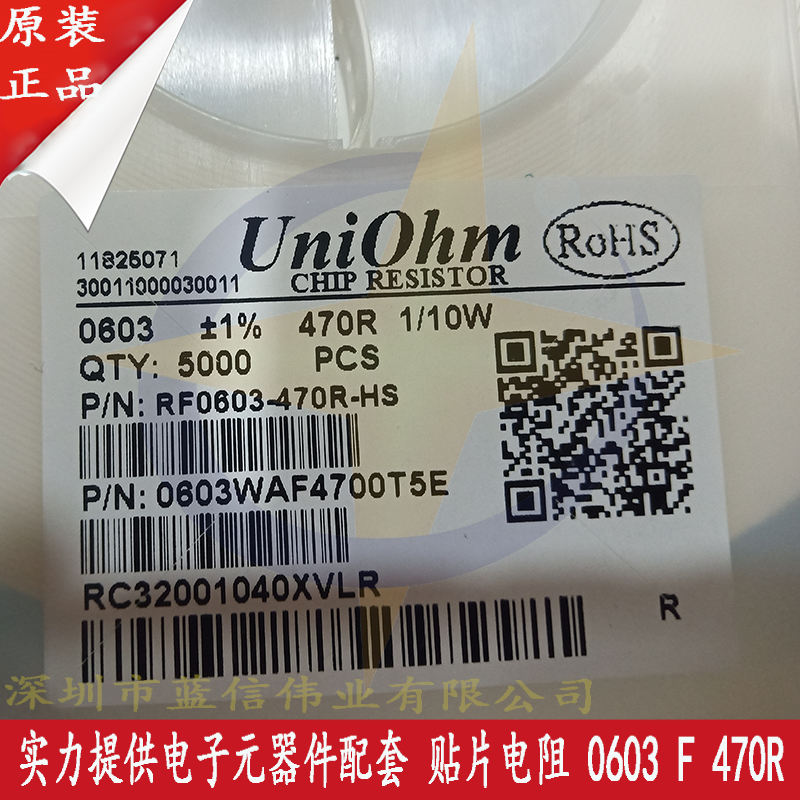 原装
正品
UniOhm
RoHS
11825071
CHIP RESISTOR
30011000030011
0603 ±1% 470R 1/10W
QTY: 5000 PCS
P/N: RF0603-470R-HS
P/N: 0603WAF4700T5E
RC32001040XVLR
R
深圳市蓝信伟业有限公司
实力提供电子元器件配套 贴片电阻 0603 F 470R